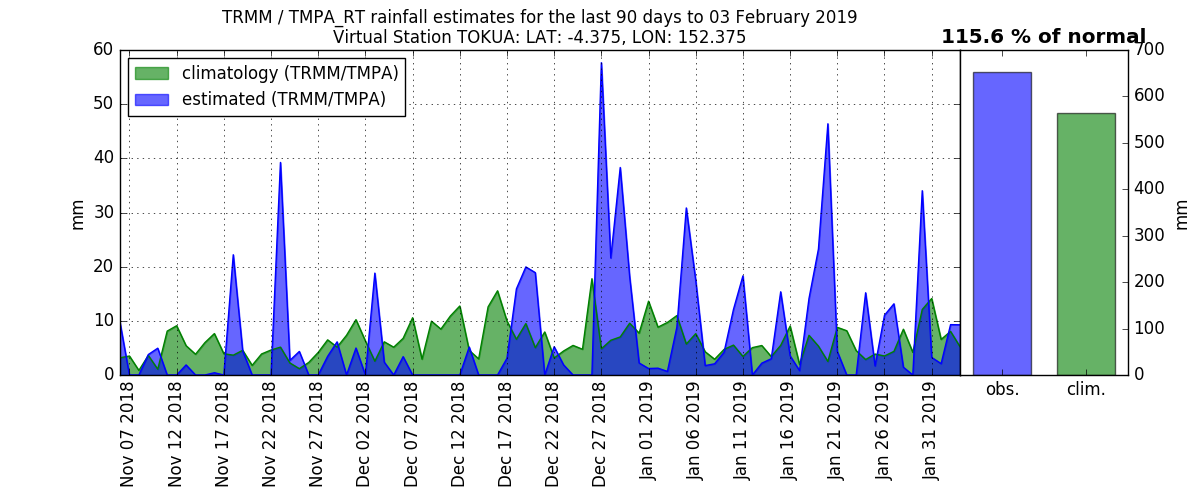 TRMM / TMPA_RT rainfall estimates for the last 90 days to 03 February 2019
Virtual Station TOKUA: LAT: -4.375, LON: 152.375
115.6 % of normal
climatology (TRMM/TMPA)
estimated (TRMM/TMPA)
60
50
40
30
20
10
0
mm
700
600
500
400
300
200
100
0
mm
Nov 07 2018
Nov 12 2018
Nov 17 2018
Nov 22 2018
Nov 27 2018
Dec 02 2018
Dec 07 2018
Dec 12 2018
Dec 17 2018
Dec 22 2018
Dec 27 2018
Jan 01 2019
Jan 06 2019
Jan 11 2019
Jan 16 2019
Jan 21 2019
Jan 26 2019
Jan 31 2019
obs.
clim.